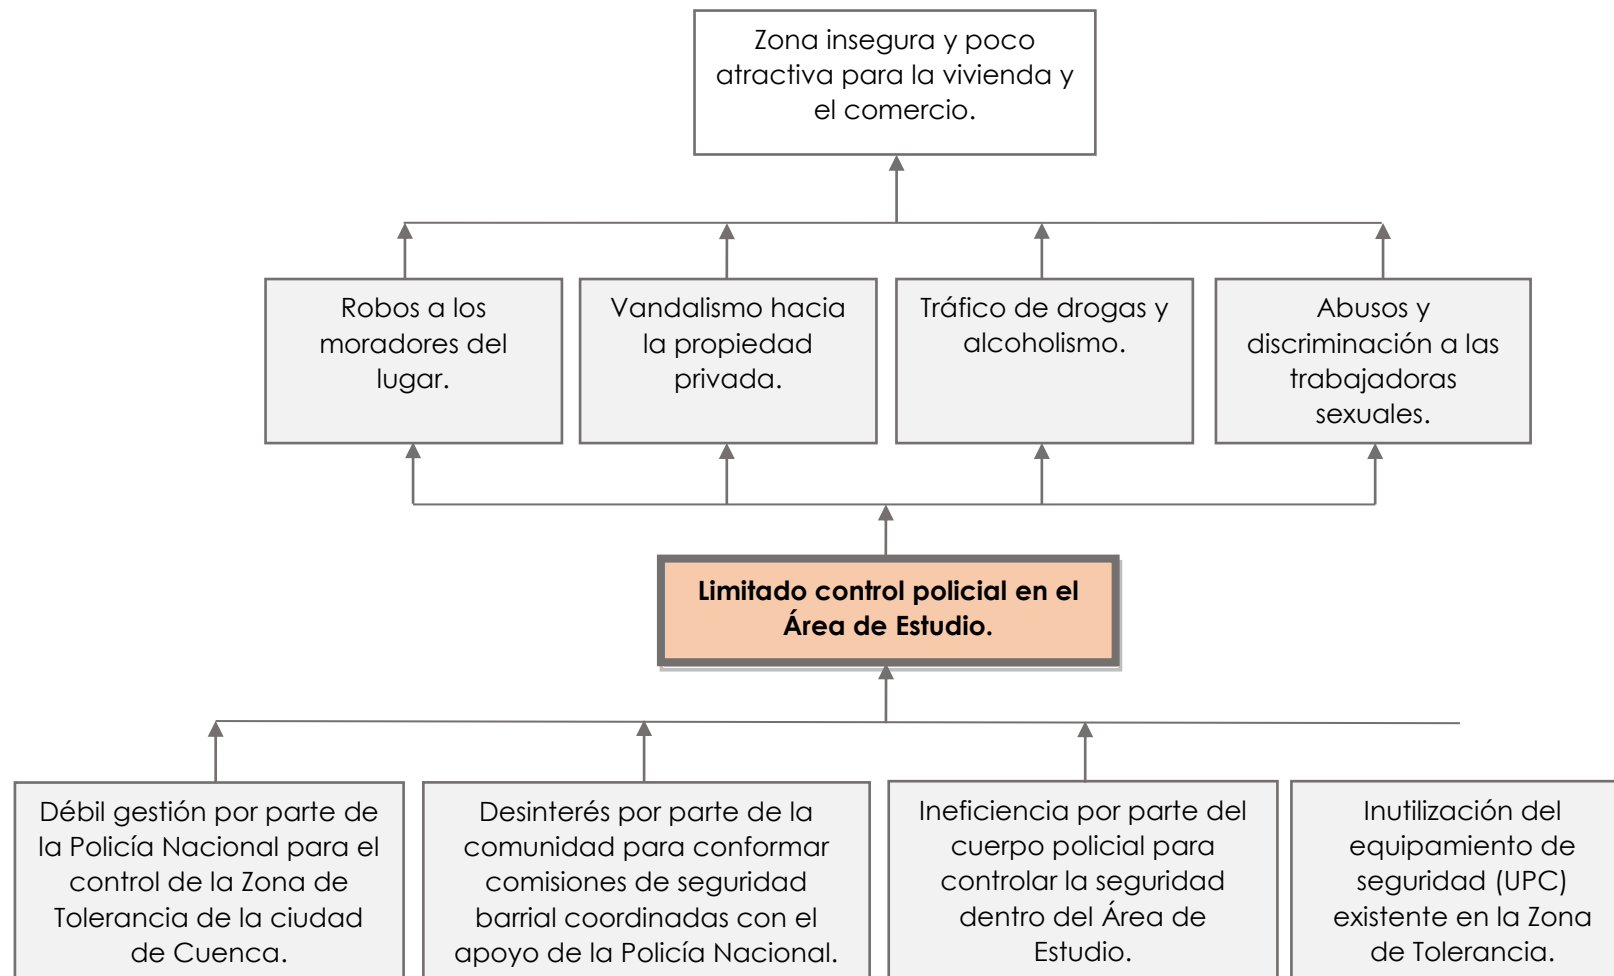 Zona insegura y poco
atractiva para la vivienda y
el comercio.
Robos a los
moradores del
lugar.
Vandalismo hacia
la propiedad
privada.
Tráfico de drogas y
alcoholismo.
Abusos y
discriminación a las
trabajadoras
sexuales.
Limitado control policial en el
Área de Estudio.
Débil gestión por parte de
la Policía Nacional para el
control de la Zona de
Tolerancia de la ciudad
de Cuenca.
Desinterés por parte de la
comunidad para conformar
comisiones de seguridad
barrial coordinadas con el
apoyo de la Policía Nacional.
Ineficiencia por parte del
cuerpo policial para
controlar la seguridad
dentro del Área de
Estudio.
Inutilización del
equipamiento de
seguridad (UPC)
existente en la Zona
de Tolerancia.